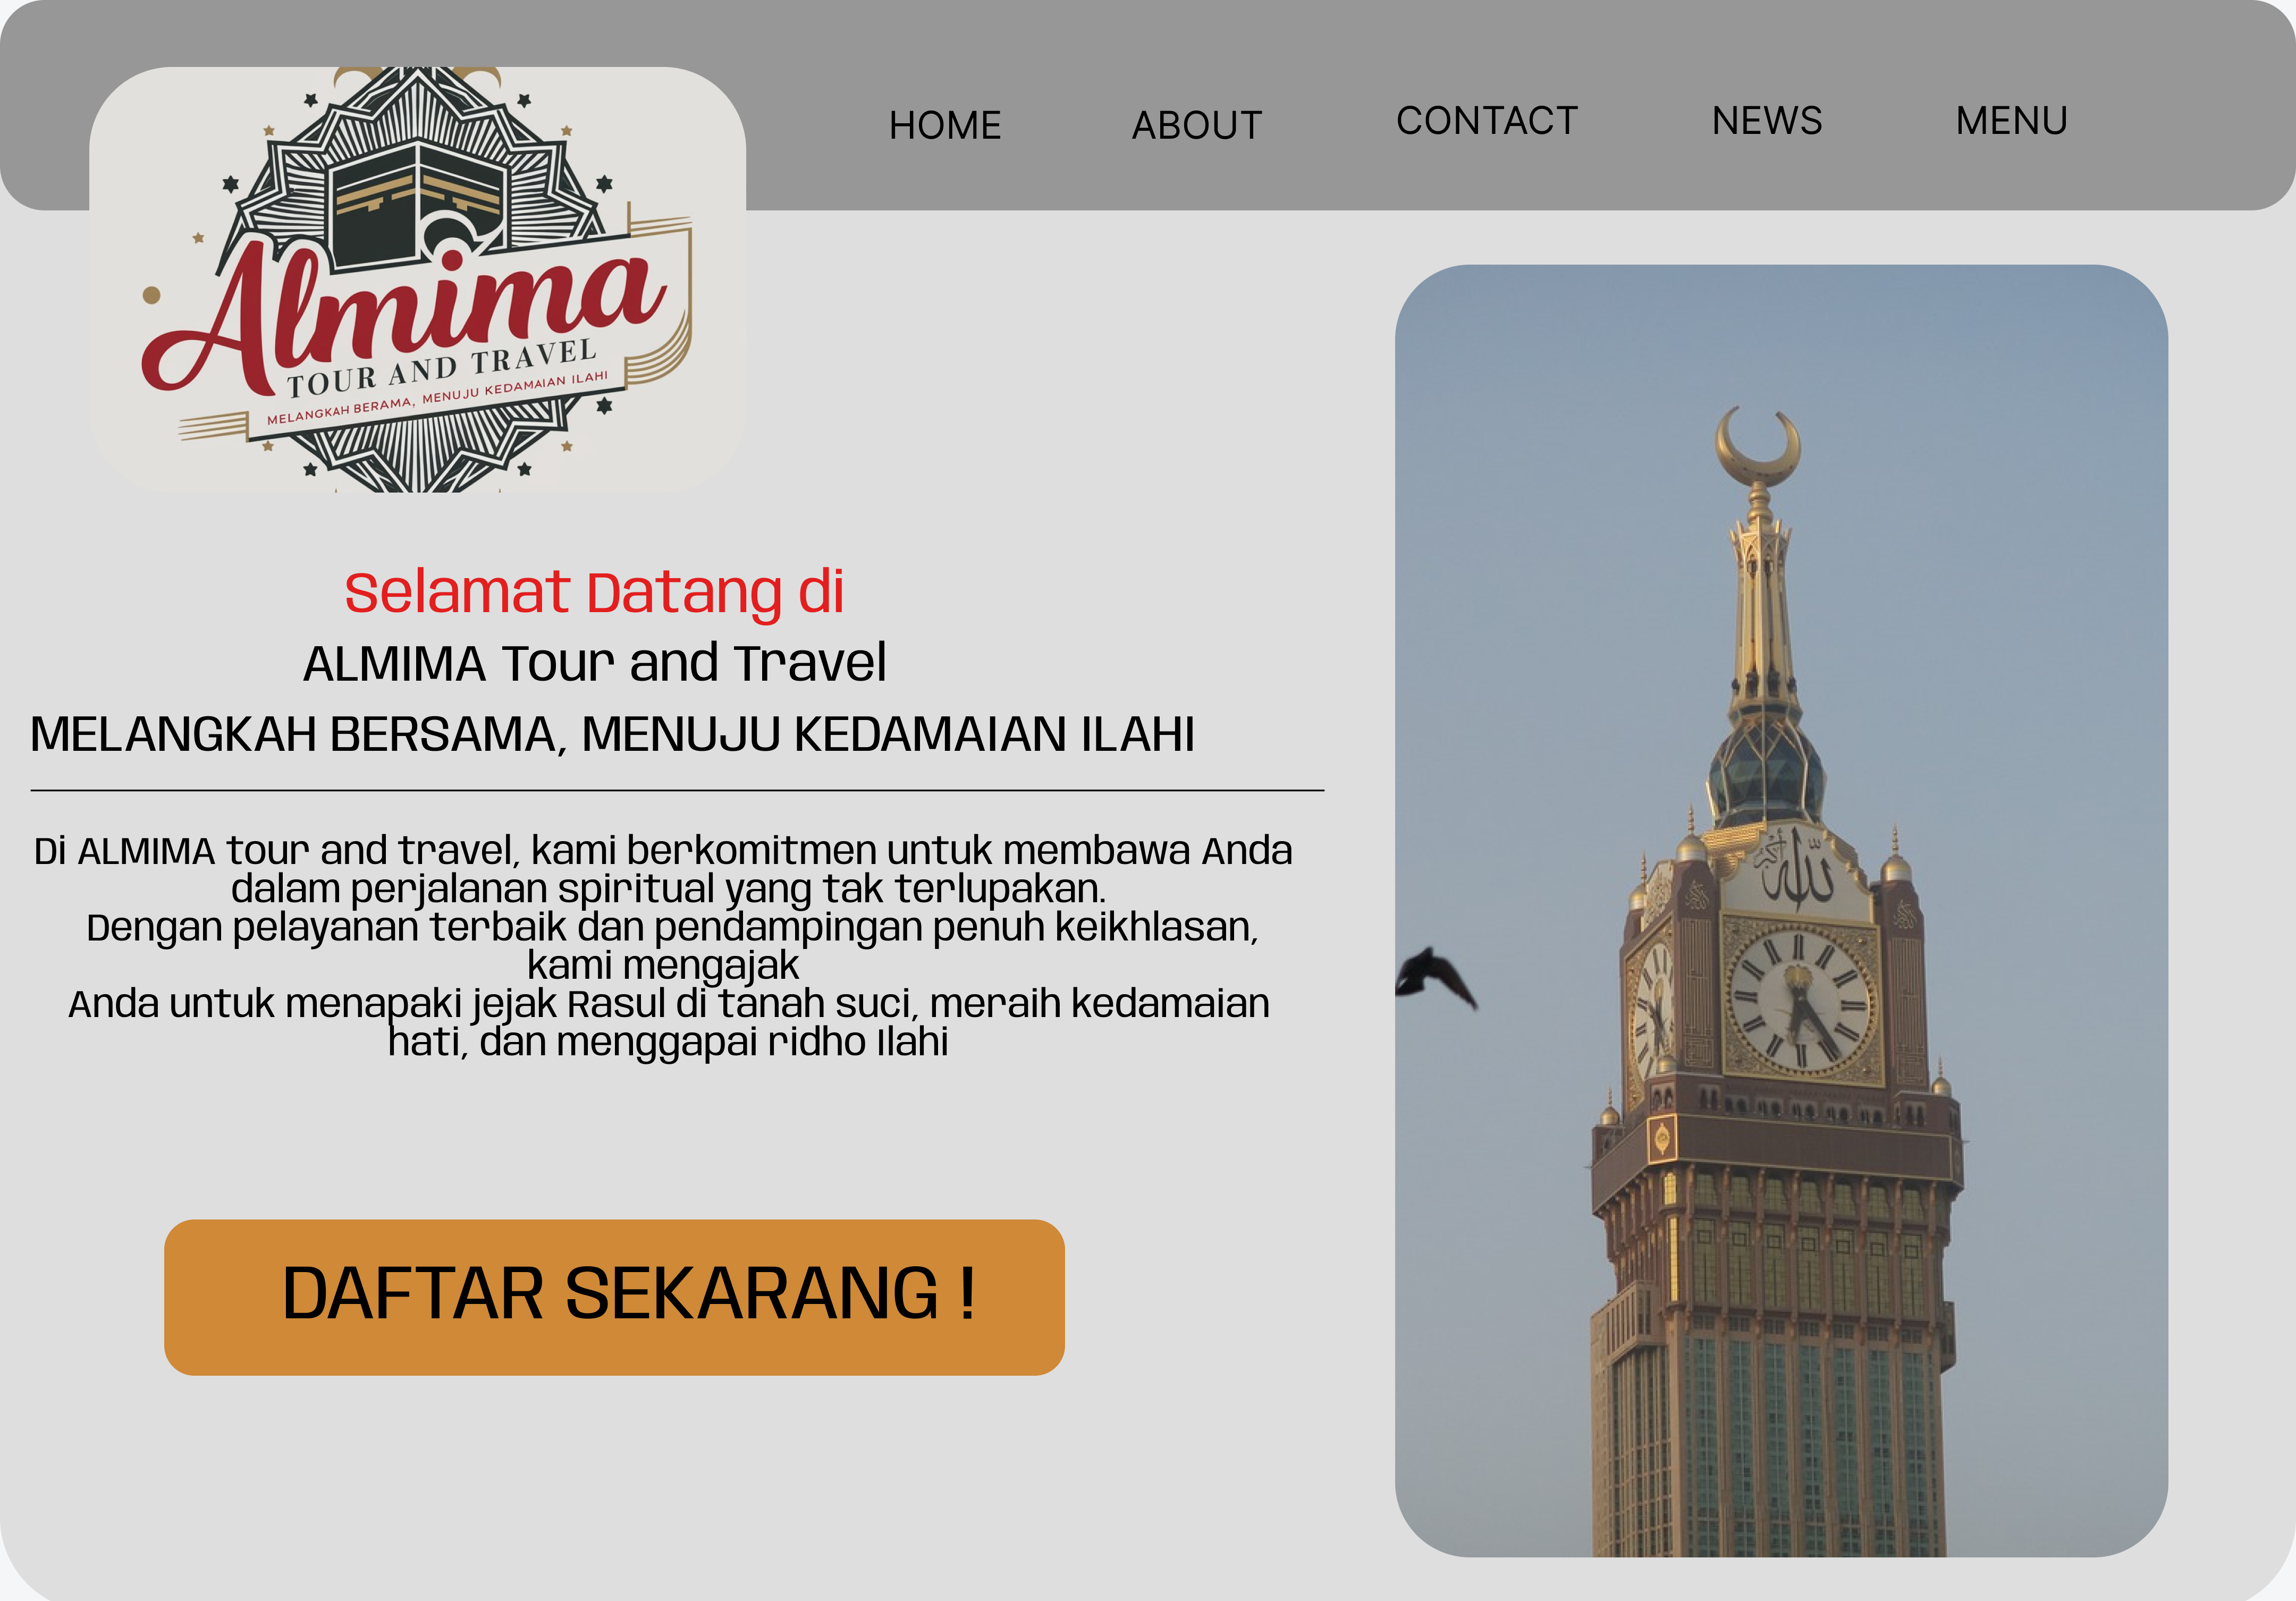 HOME
ABOUT
CONTACT
NEWS
MENU
Almima
TOUR AND TRAVEL
MELANGKAH BERAMA, MENUJU KEDAMAIAN ILAHI
Selamat Datang di
ALMIMA Tour and Travel
MELANGKAH BERSAMA, MENUJU KEDAMAIAN ILAHI
Di ALMIMA tour and travel, kami berkomitmen untuk membawa Anda
dalam perjalanan spiritual yang tak terlupakan.
Dengan pelayanan terbaik dan pendampingan penuh keikhlasan,
kami mengajak
Anda untuk menapaki jejak Rasul di tanah suci, meraih kedamaian
hati, dan menggapai ridho Ilahi
DAFTAR SEKARANG !
الله أكبر